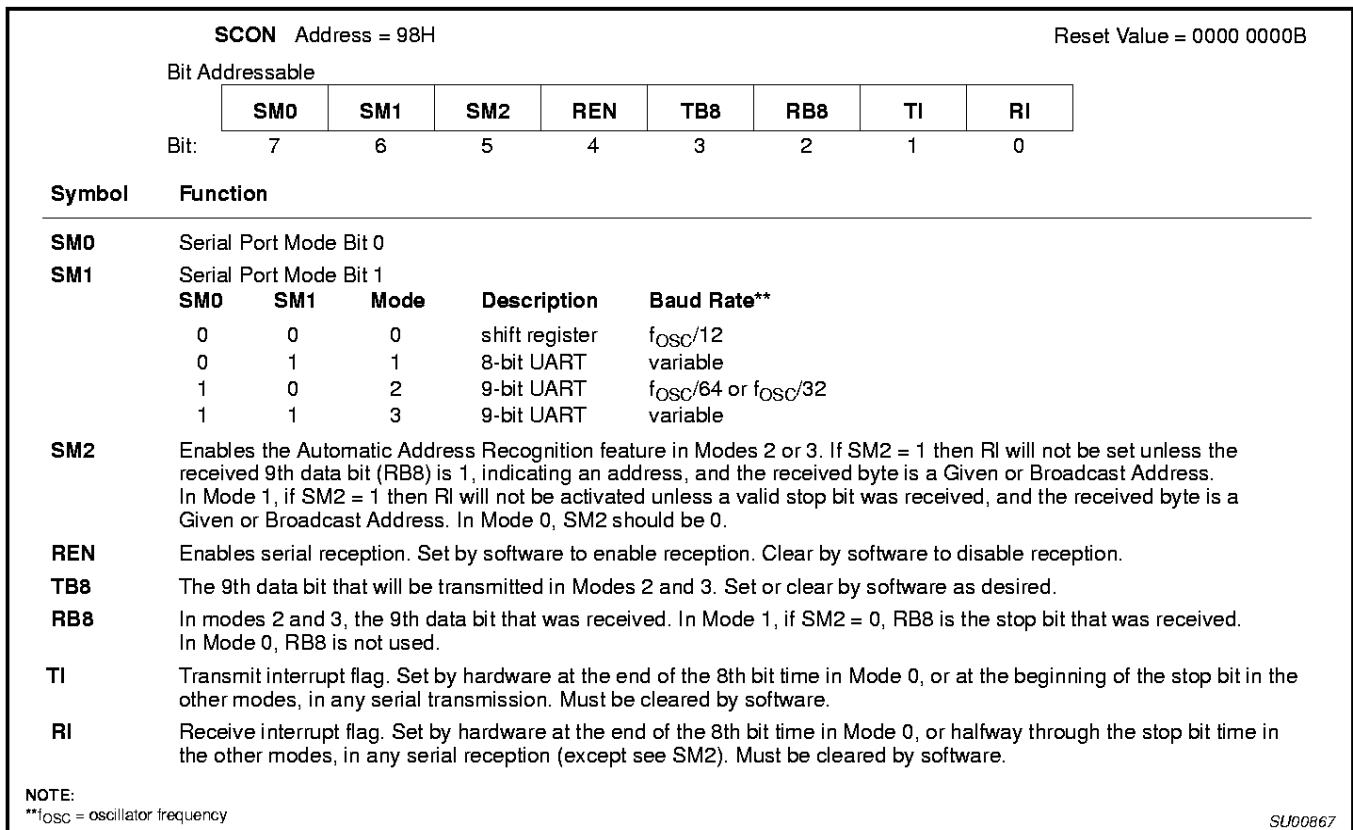 SCON Address = 98H Reset Value = 0000 0000B
Bit Addressable
SM0 SM1 SM2 REN TB8 RB8 TI RI
Bit: 7 6 5 4 3 2 1 0
Symbol Function
SM0 Serial Port Mode Bit 0
SM1 Serial Port Mode Bit 1
SM0 SM1 Mode Description Baud Rate**
0 0 0 shift register fOSC/12
0 1 1 8-bit UART variable
1 0 2 9-bit UART fOSC/64 or fOSC/32
1 1 3 9-bit UART variable
SM2 Enables the Automatic Address Recognition feature in Modes 2 or 3. If SM2 = 1 then RI will not be set unless the
received 9th data bit (RB8) is 1, indicating an address, and the received byte is a Given or Broadcast Address.
In Mode 1, if SM2 = 1 then RI will not be activated unless a valid stop bit was received, and the received byte is a
Given or Broadcast Address. In Mode 0, SM2 should be 0.
REN Enables serial reception. Set by software to enable reception. Clear by software to disable reception.
TB8 The 9th data bit that will be transmitted in Modes 2 and 3. Set or clear by software as desired.
RB8 In modes 2 and 3, the 9th data bit that was received. In Mode 1, if SM2 = 0, RB8 is the stop bit that was received.
In Mode 0, RB8 is not used.
TI Transmit interrupt flag. Set by hardware at the end of the 8th bit time in Mode 0, or at the beginning of the stop bit in the
other modes, in any serial transmission. Must be cleared by software.
RI Receive interrupt flag. Set by hardware at the end of the 8th bit time in Mode 0, or halfway through the stop bit time in
the other modes, in any serial reception (except see SM2). Must be cleared by software.
NOTE:
**fOSC = oscillator frequency
SU00867